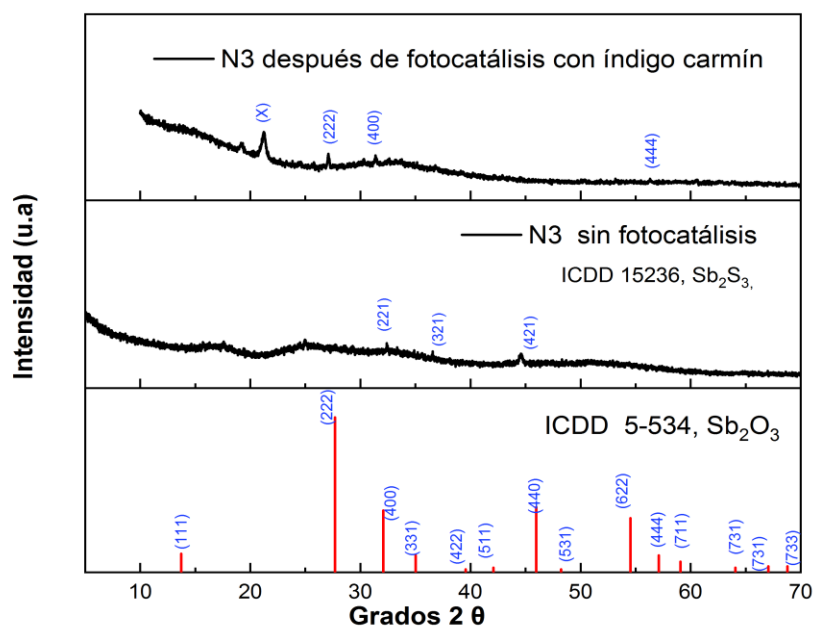 N3 después de fotocatálisis con índigo carmín
(X)
(222)
(400)
(444)
N3 sin fotocatálisis
ICDD 15236, Sb₂S₃,
(221)
(321)
(421)
ICDD 5-534, Sb₂O₃
(111)
(222)
(400)
(331)
(422)
(511)
(440)
(531)
(622)
(444)
(711)
(731)
(731)
(733)
10 20 30 40 50 60 70
Grados 2 θ
Intensidad (u.a)